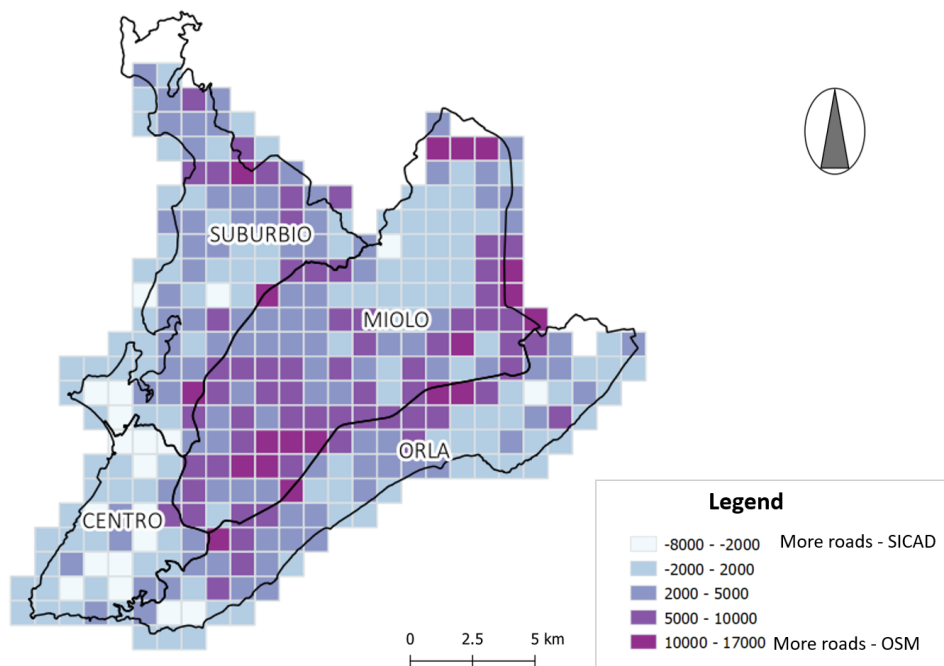 SUBURBIO
MIOLO
ORLA
CENTRO
Legend
-8000 - -2000 More roads - SICAD
-2000 - 2000
2000 - 5000
5000 - 10000
10000 - 17000 More roads - OSM
0 2.5 5 km